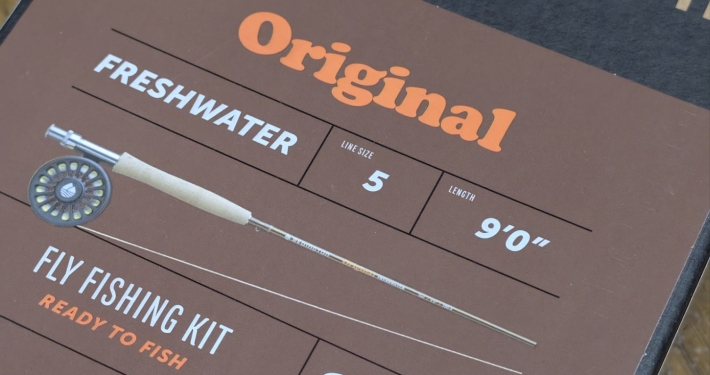 Original
FRESHWATER
LINE SIZE
5
LENGTH
9'0"
FLY FISHING KIT
READY TO FISH